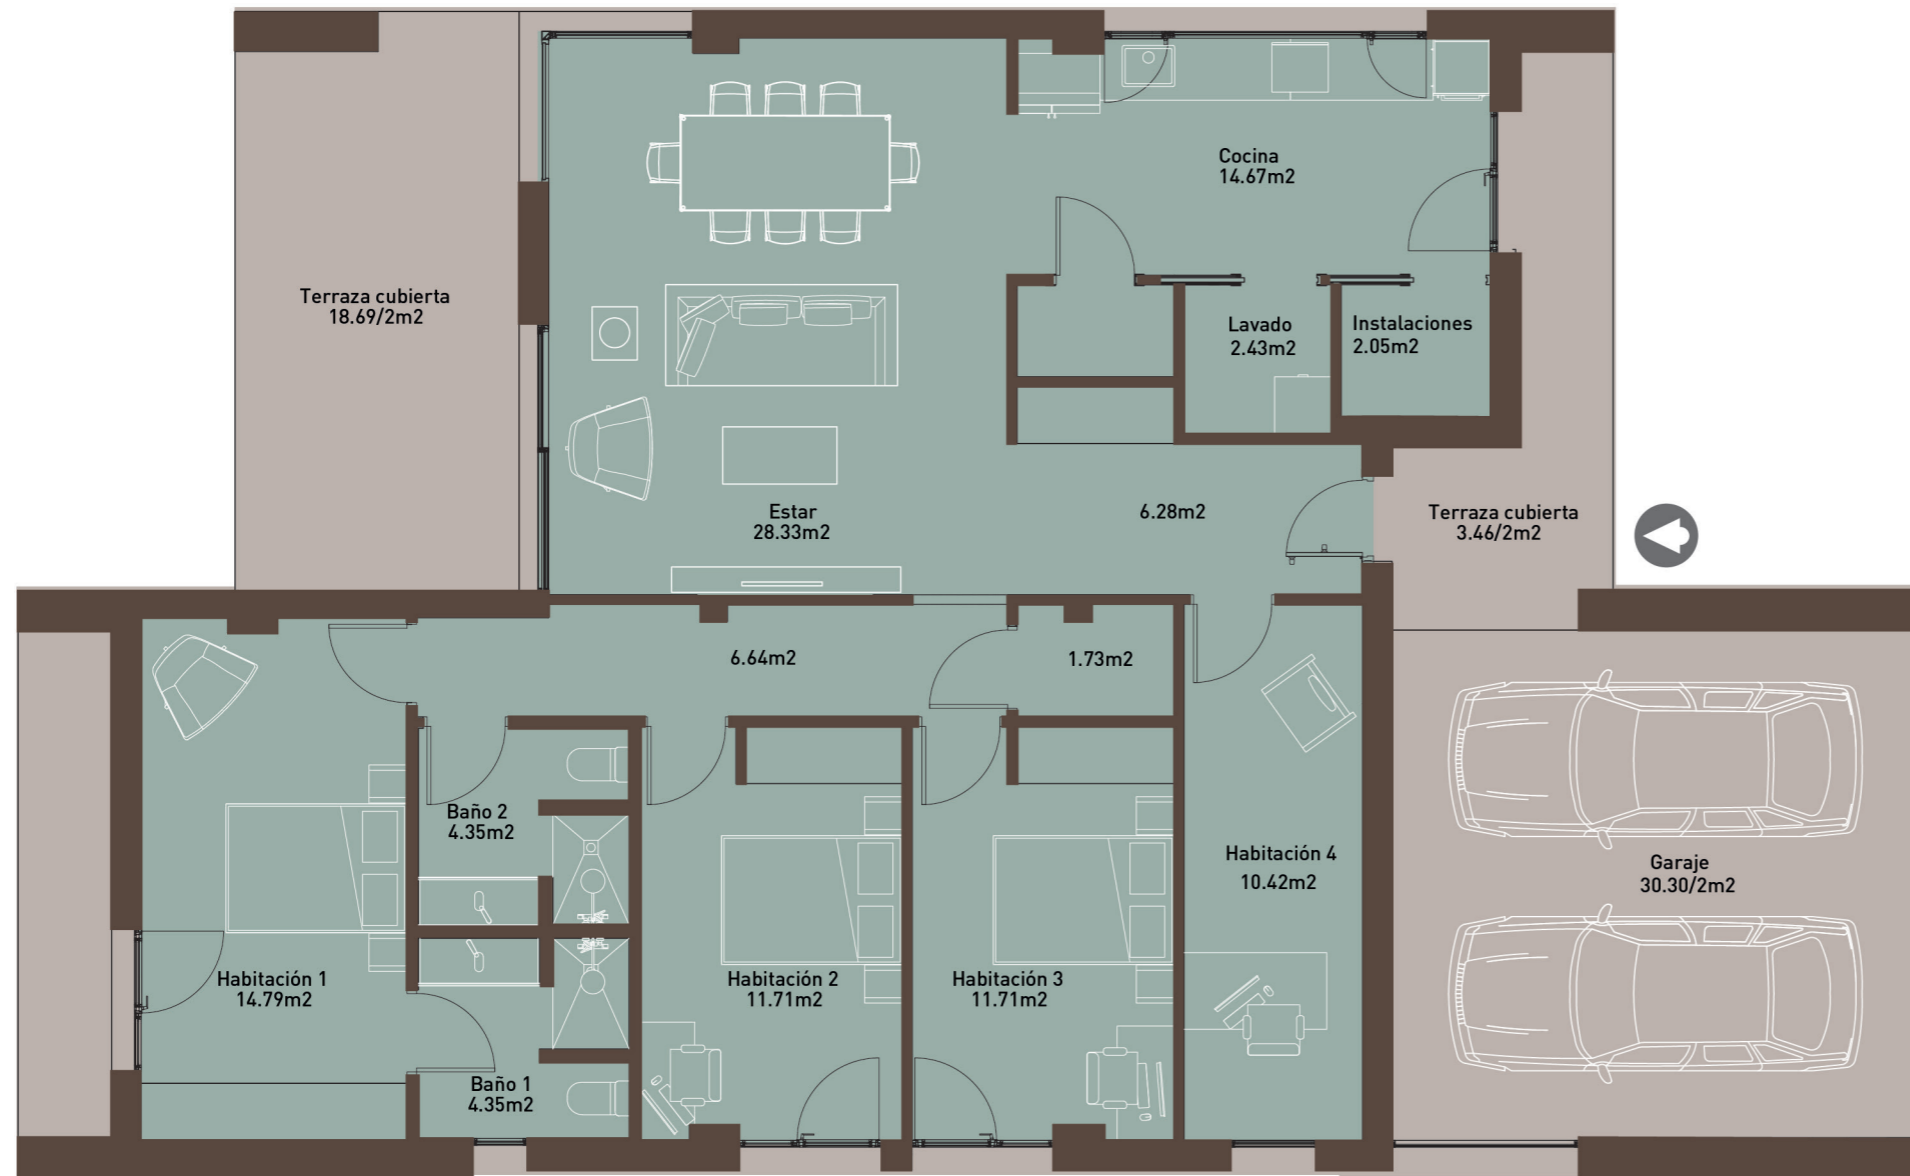 Cocina
14.67m2
Terraza cubierta
18.69/2m2
Lavado
2.43m2
Instalaciones
2.05m2
Estar
28.33m2
6.28m2
Terraza cubierta
3.46/2m2
6.64m2
1.73m2
Baño 2
4.35m2
Habitación 4
10.42m2
Garaje
30.30/2m2
Habitación 1
14.79m2
Habitación 2
11.71m2
Habitación 3
11.71m2
Baño 1
4.35m2